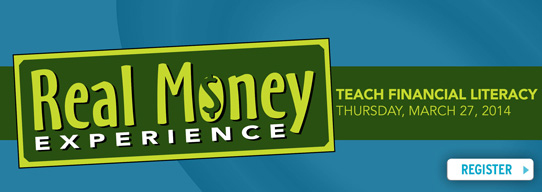 Real Money
EXPERIENCE
TEACH FINANCIAL LITERACY
THURSDAY, MARCH 27, 2014
REGISTER